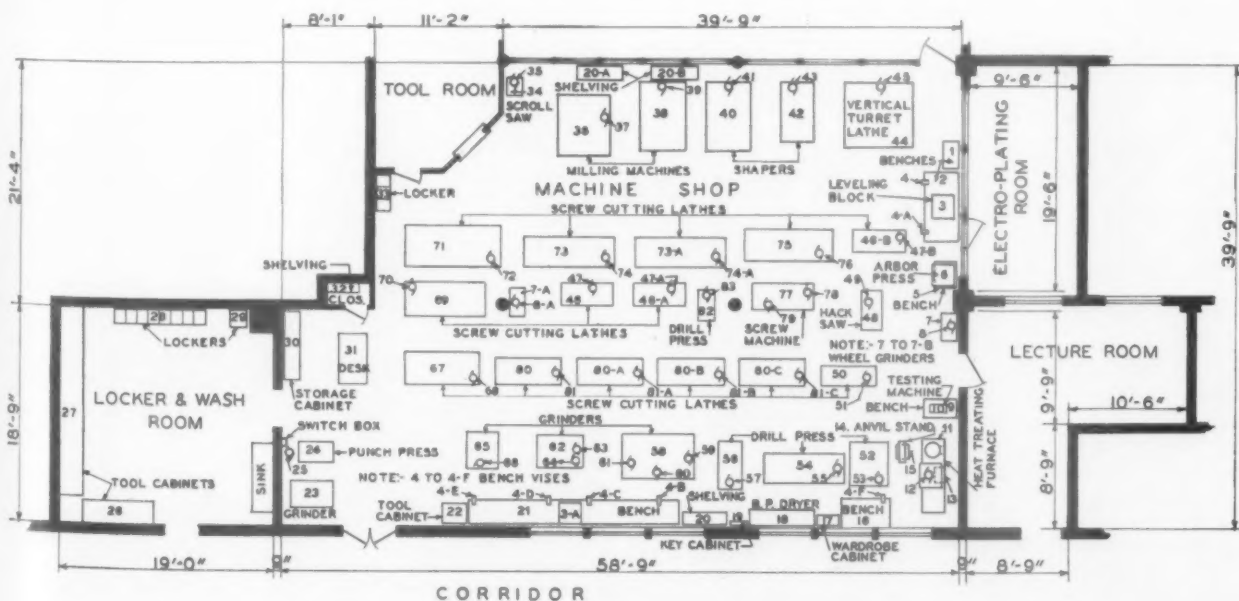 8'-1"
11'-2"
39'-9"
21'-4"
18'-9"
TOOL ROOM
35
34
SCROLL SAW
20-A
20-B
SHELVING
37
38
39
MILLING MACHINES
41
40
43
42
SHAPERS
VERTICAL TURRET LATHE
44
9'-6"
ELECTRO-PLATING ROOM
19'-6"
39'-9"
1
BENCHES
4
2
LEVELING BLOCK
3
4-A
LOCKER
MACHINE SHOP
SCREW CUTTING LATHES
71
72
73
74
73-A
74-A
75
76
46-B
47-B
ARBOR PRESS
6
5
BENCH
SHELVING
CLOS.
70
69
7-A
8-A
47
47-A
46-A
83
82
DRILL PRESS
77
78
79
SCREW MACHINE
49
48
HACK SAW
7
8
SCREW CUTTING LATHES
NOTE:- 7 TO 7-B WHEEL GRINDERS
LECTURE ROOM
9'-9"
10'-6"
8'-9"
28
29
LOCKERS
30
31
DESK
STORAGE CABINET
LOCKER & WASH ROOM
27
67
68
80
81
80-A
81-A
80-B
81-B
80-C
81-C
50
51
SCREW CUTTING LATHES
TESTING MACHINE
BENCH
14. ANVIL STAND
11
15
12
13
HEAT TREATING FURNACE
SWITCH BOX
26
PUNCH PRESS
25
23
GRINDER
SINK
TOOL CABINETS
GRINDERS
65
62
63
61
58
59
60
DRILL PRESS
56
57
54
55
52
53
NOTE:- 4 TO 4-F BENCH VISES
4-E
4-D
4-C
4-B
4-F
TOOL CABINET
22
21
3-A
BENCH
SHELVING
20
19
KEY CABINET
B.P. DRYER
18
17
WARDROBE CABINET
BENCH
16
19'-0"
58'-9"
8'-9"
CORRIDOR